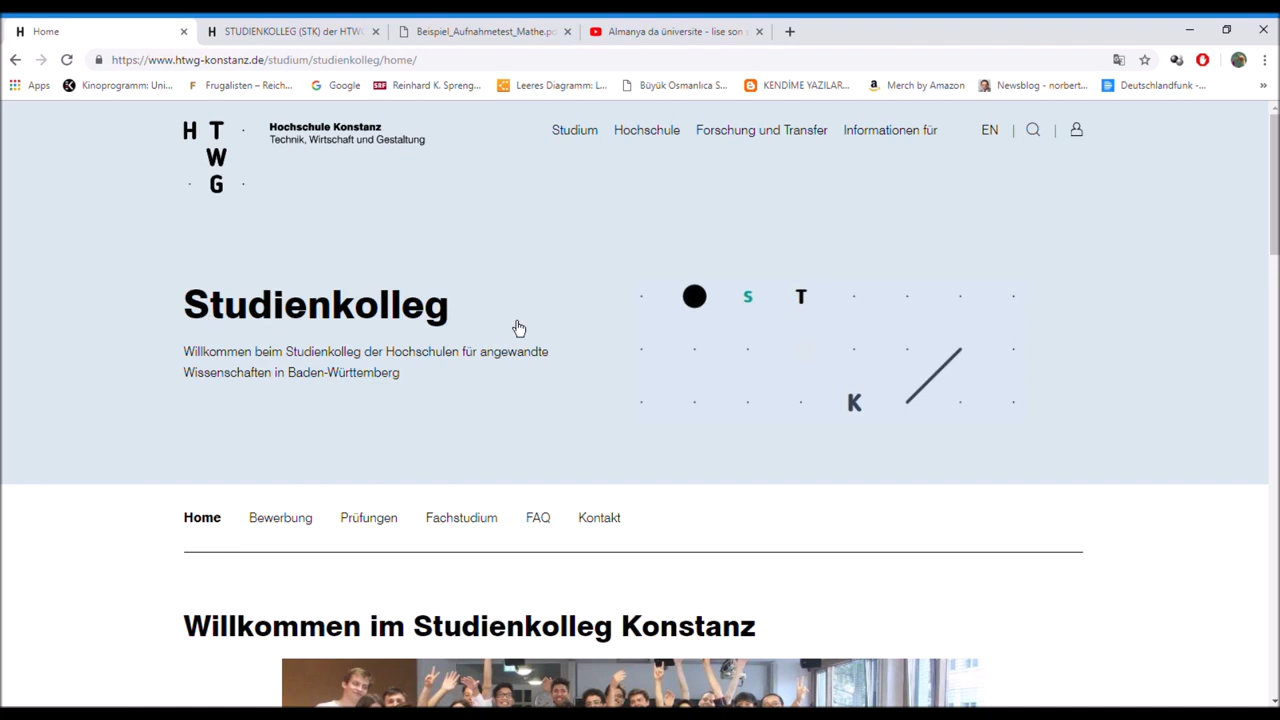 Home
STUDIENKOLLEG (STK) der HTW
Beispiel_Aufnahmetest_Mathe.pd
Almanya da üniversite - lise son s
https://www.htwg-konstanz.de/studium/studienkolleg/home/
Apps
Kinoprogramm: Uni...
F Frugalisten – Reich...
Google
SRF Reinhard K. Spreng...
Leeres Diagramm: L...
Büyük Osmanlica S...
KENDİME YAZILAR...
Merch by Amazon
Newsblog - norbert...
Deutschlandfunk -...
»
H T
W
G
Hochschule Konstanz
Technik, Wirtschaft und Gestaltung
Studium Hochschule Forschung und Transfer Informationen für EN
S T
K
Studienkolleg
Willkommen beim Studienkolleg der Hochschulen für angewandte
Wissenschaften in Baden-Württemberg
Home Bewerbung Prüfungen Fachstudium FAQ Kontakt
Willkommen im Studienkolleg Konstanz